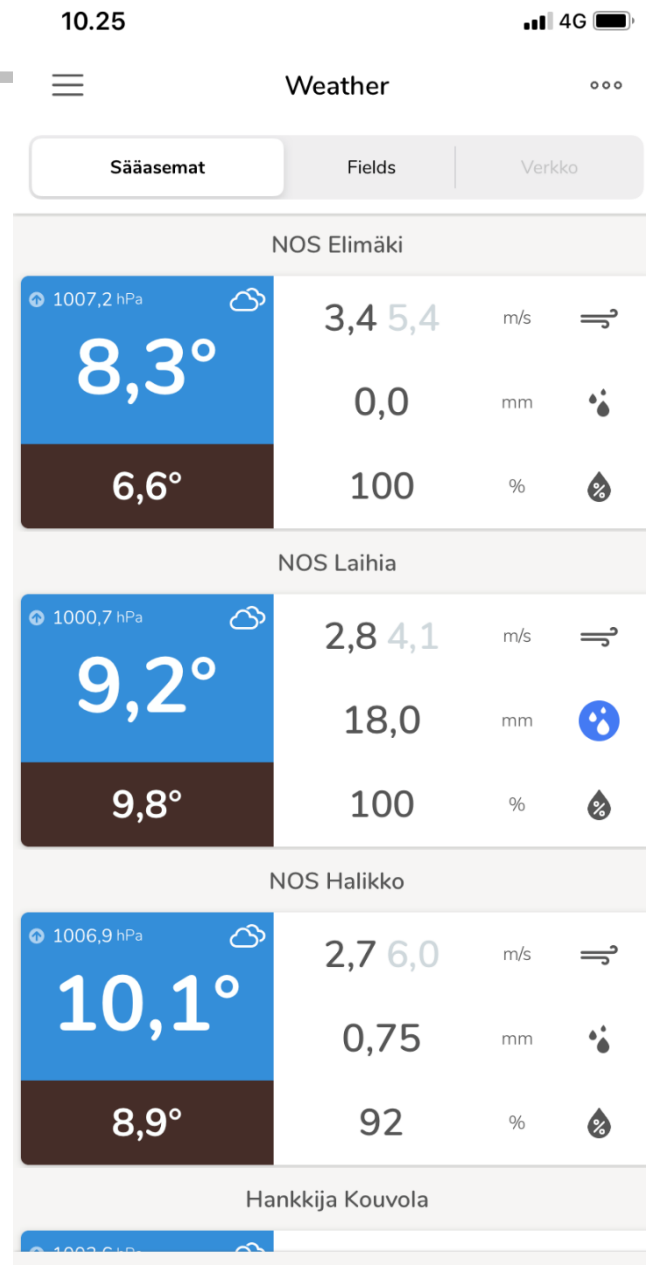 10.25 4G
Weather
Sääasemat Fields Verkko
NOS Elimäki
1007,2 hPa
8,3°
6,6°
3,4 5,4 m/s
0,0 mm
100 % %
NOS Laihia
1000,7 hPa
9,2°
9,8°
2,8 4,1 m/s
18,0 mm
100 % %
NOS Halikko
1006,9 hPa
10,1°
8,9°
2,7 6,0 m/s
0,75 mm
92 % %
Hankkija Kouvola